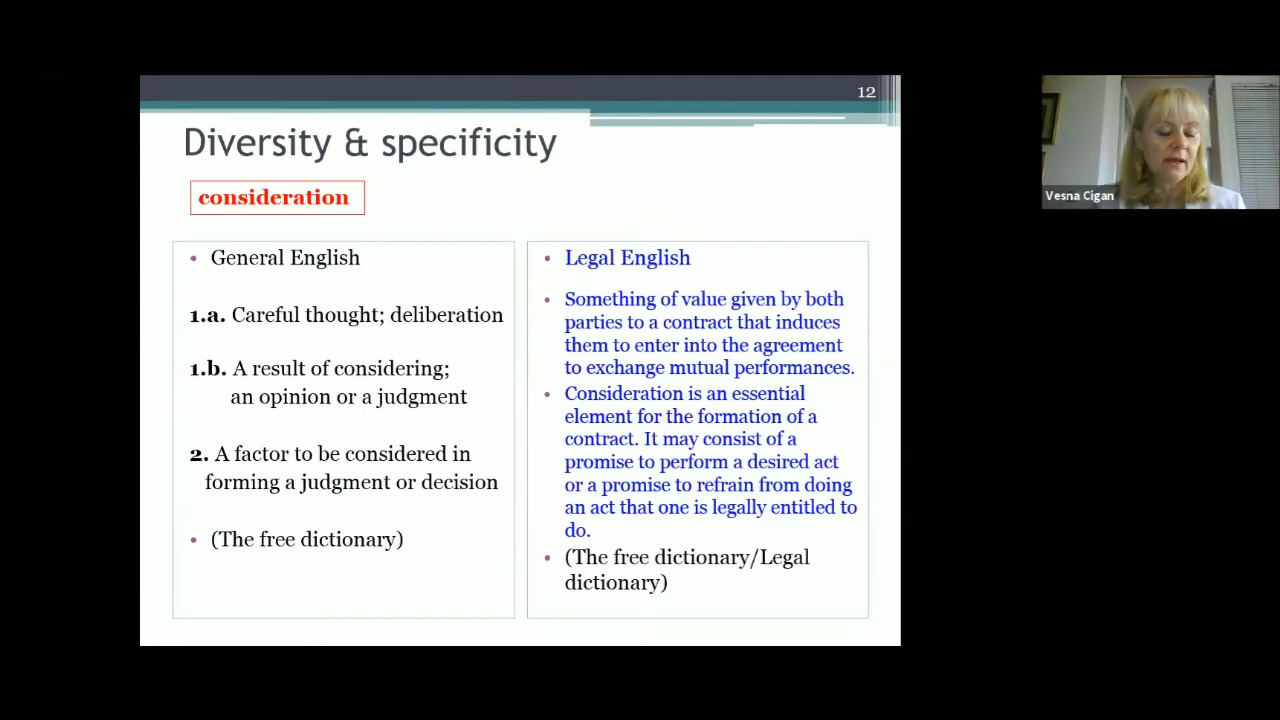 12
Diversity & specificity
consideration
• General English
1.a. Careful thought; deliberation
1.b. A result of considering;
an opinion or a judgment
2. A factor to be considered in
forming a judgment or decision
• (The free dictionary)
• Legal English
• Something of value given by both
parties to a contract that induces
them to enter into the agreement
to exchange mutual performances.
• Consideration is an essential
element for the formation of a
contract. It may consist of a
promise to perform a desired act
or a promise to refrain from doing
an act that one is legally entitled to
do.
• (The free dictionary/Legal
dictionary)
Vesna Cigan